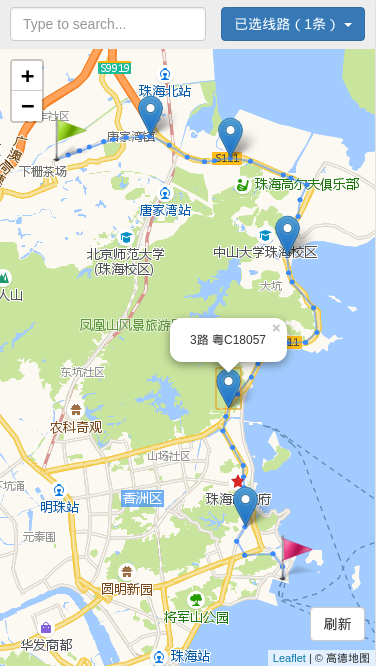 Type to search...
已选线路（1条）
S9919
珠海北站
+
−
唐家湾镇
S111
下栅茶场
珠海高尔夫俱乐部
唐家湾站
北京师范大学
(珠海校区)
中山大学珠海校区
大坑
人山
凤凰山风景旅游
3路 粤C18057
×
11
东坑社区
农科奇观
山场社区
香洲区
珠海
府
明珠站
元泰围
圆明新园
将军山公园
刷新
华发商都
珠海站
Leaflet | © 高德地图